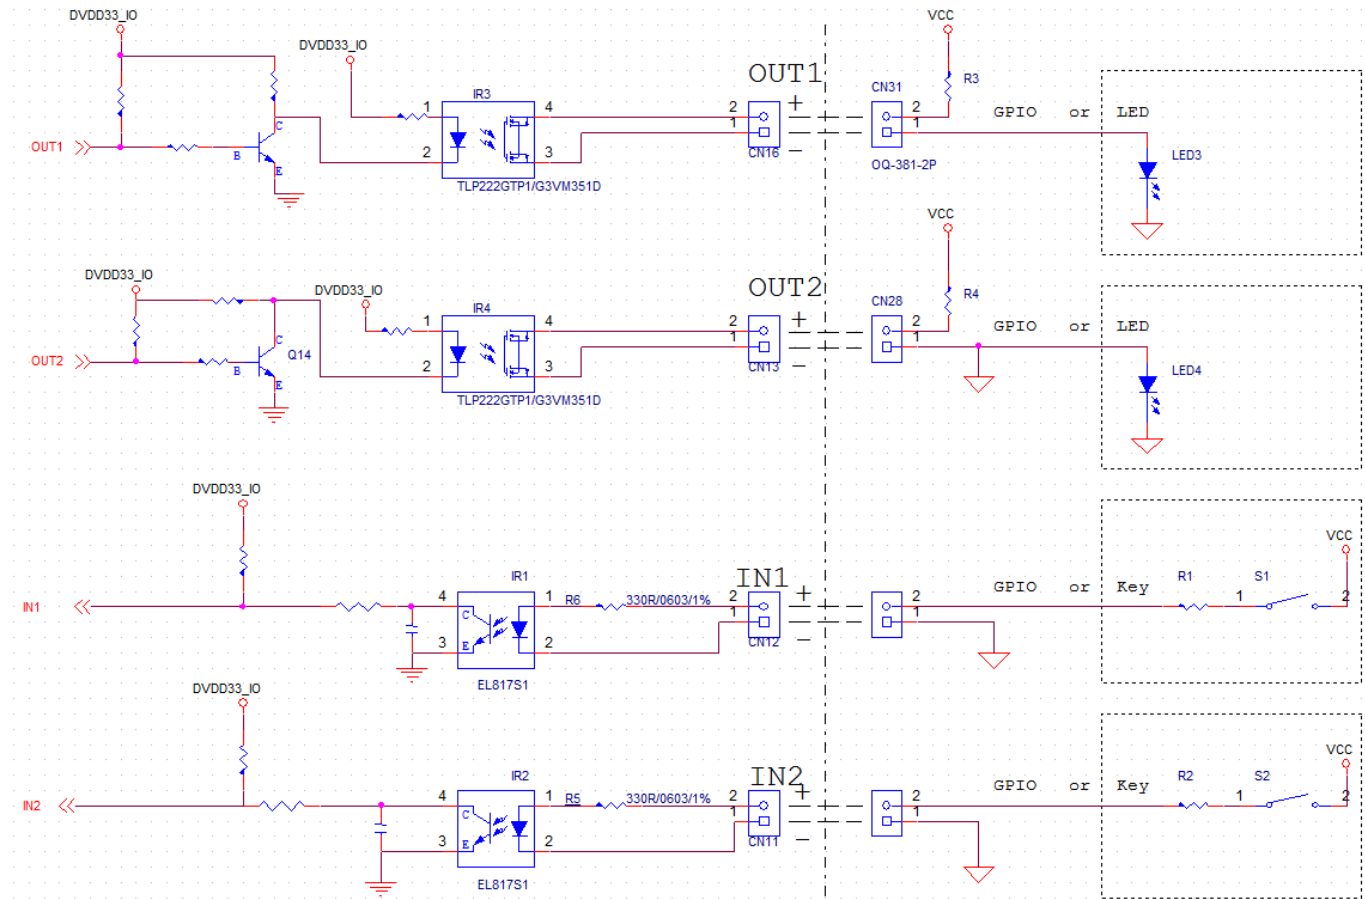 DVDD33_IO
VCC
DVDD33_IO
OUT1
+
R3
CN31
IR3
1
4
2
2
C
1
1
GPIO or LED
OUT1
B
2
3
CN16
−
LED3
E
OQ-381-2P
TLP222GTP1/G3VM351D
VCC
DVDD33_IO
DVDD33_IO
OUT2
+
R4
CN28
IR4
1
4
2
2
GPIO or LED
C
Q14
1
1
OUT2
B
2
3
CN13
−
LED4
E
TLP222GTP1/G3VM351D
DVDD33_IO
VCC
IR1
IN1
+
GPIO or Key
R1
S1
4
1
R6
330R/0603/1%
2
2
1
2
IN1
C
1
1
3
E
2
CN12
−
EL817S1
DVDD33_IO
VCC
IR2
IN2
+
GPIO or Key
R2
S2
4
1
R5
330R/0603/1%
2
2
1
2
IN2
C
1
1
3
E
2
CN11
−
EL817S1